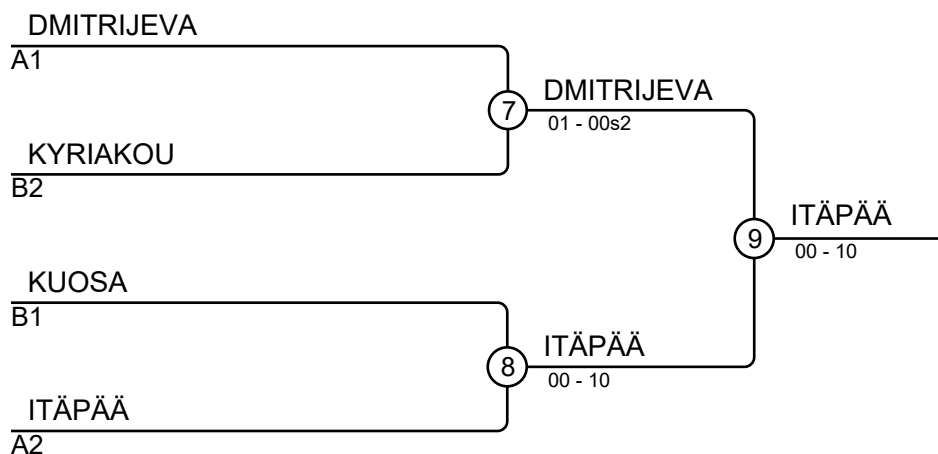 DMITRIJEVA
A1
7
DMITRIJEVA
01 - 00s2
KYRIAKOU
B2
9
ITÄPÄÄ
00 - 10
KUOSA
B1
8
ITÄPÄÄ
00 - 10
ITÄPÄÄ
A2